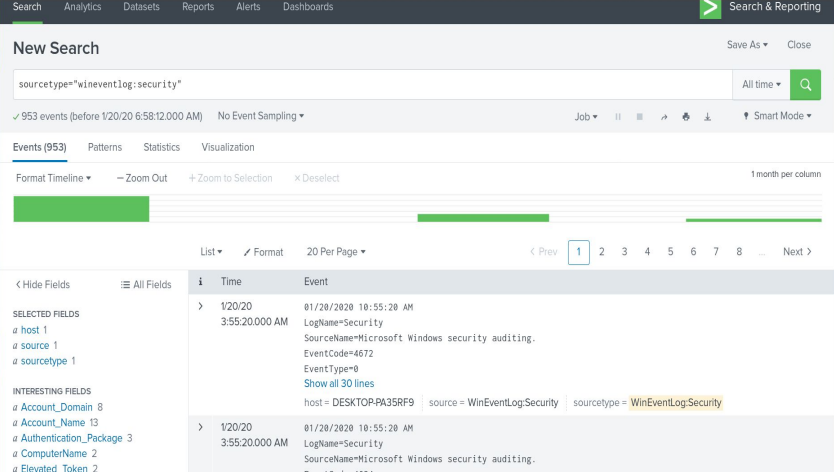 Search Analytics Datasets Reports Alerts Dashboards Search & Reporting
New Search Save As Close
sourcetype="wineventlog:security" All time
953 events (before 1/20/20 6:58:12.000 AM) No Event Sampling Job Smart Mode
Events (953) Patterns Statistics Visualization
Format Timeline — Zoom Out + Zoom to Selection × Deselect 1 month per column
List Format 20 Per Page < Prev 1 2 3 4 5 6 7 8 ... Next >
< Hide Fields All Fields i Time Event
SELECTED FIELDS
a host 1
a source 1
a sourcetype 1
INTERESTING FIELDS
a Account_Domain 8
a Account_Name 13
a Authentication_Package 3
a ComputerName 2
a Elevated_Token 2
> 1/20/20
3:55:20.000 AM
01/20/2020 10:55:20 AM
LogName=Security
SourceName=Microsoft Windows security auditing.
EventCode=4672
EventType=0
Show all 30 lines
host = DESKTOP-PA35RF9 source = WinEventLog:Security sourcetype = WinEventLog:Security
> 1/20/20
3:55:20.000 AM
01/20/2020 10:55:20 AM
LogName=Security
SourceName=Microsoft Windows security auditing.